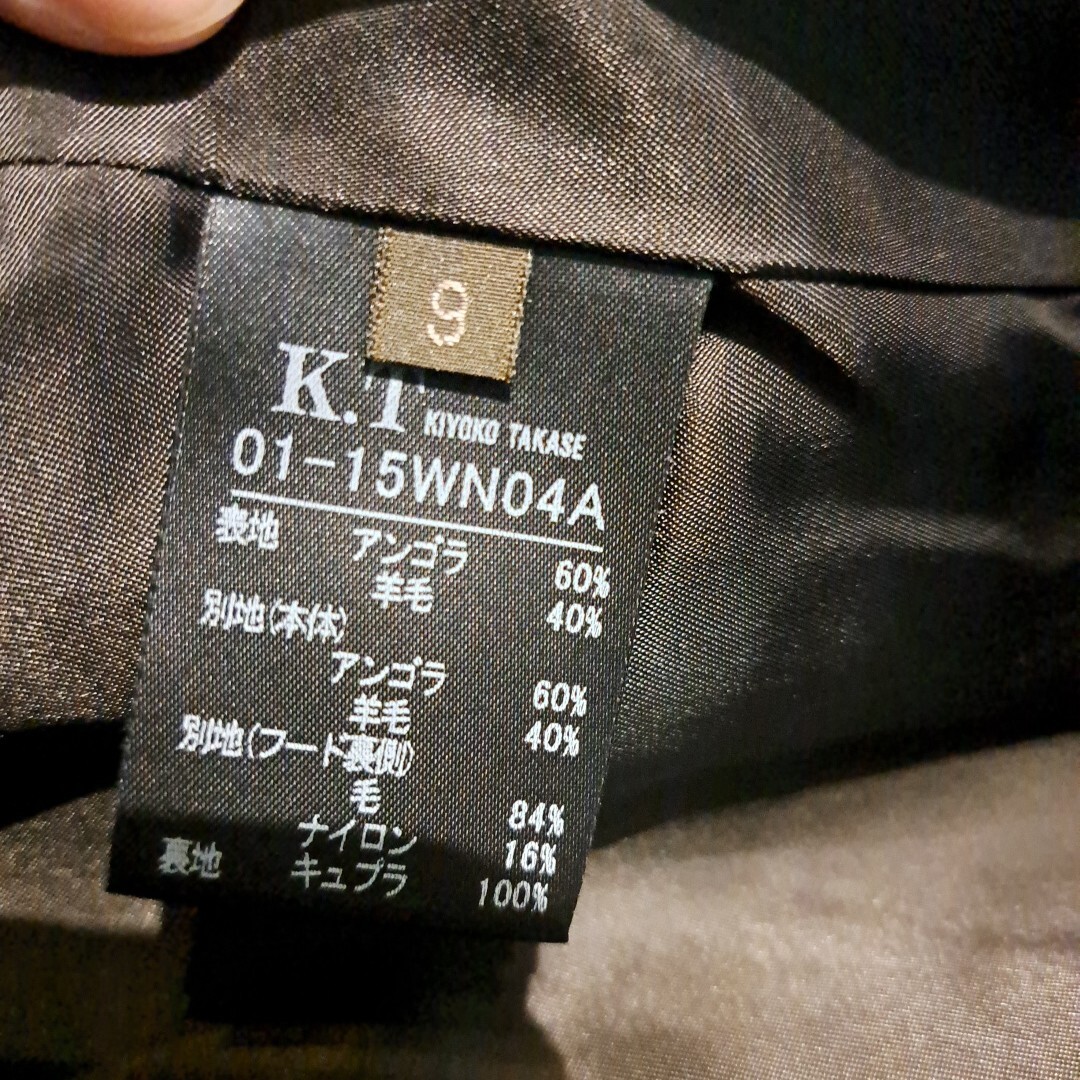 9
K.T KIYOKO TAKASE
01-15WN04A
表地 アンゴラ 60%
羊毛 40%
別地(本体)
アンゴラ 60%
羊毛 40%
別地(フード裏側)
毛 84%
ナイロン 16%
裏地 キュプラ 100%